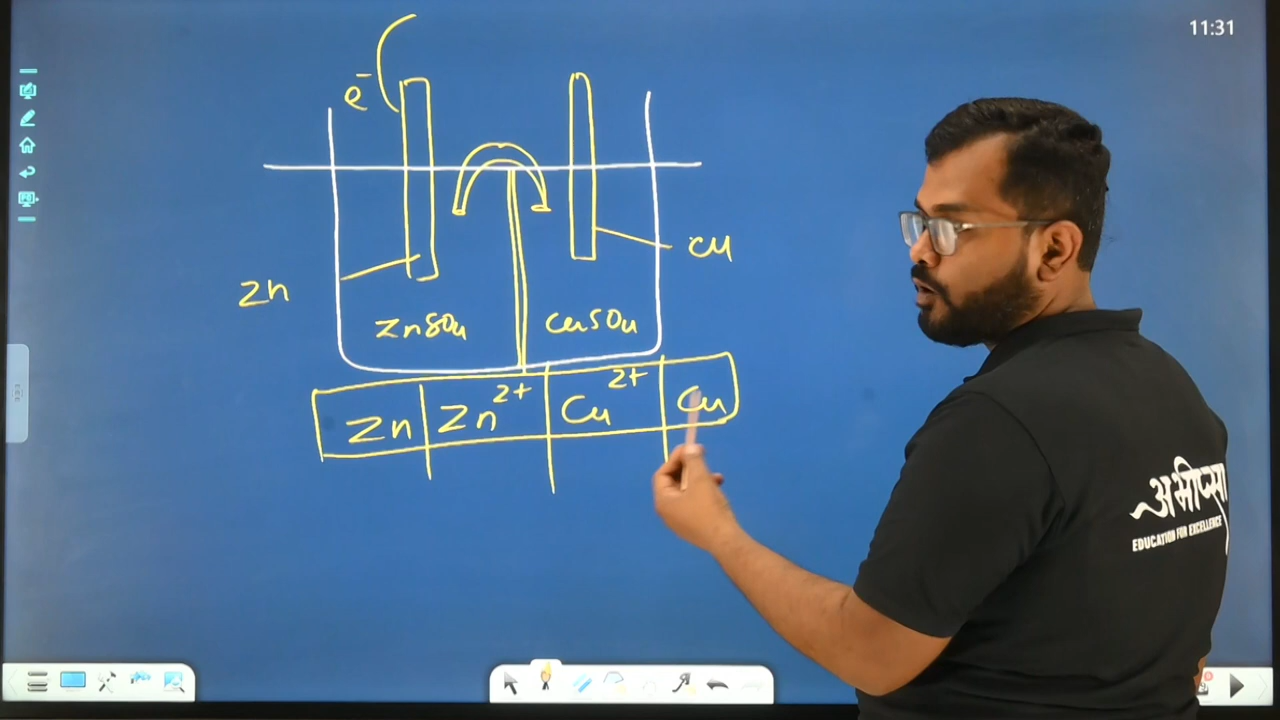 11:31
e⁻
Cu
Zn
ZnSO₄
CuSO₄
Zn | Zn²⁺ | Cu²⁺ | Cu
अभीप्सा
EDUCATION FOR EXCELLENCE